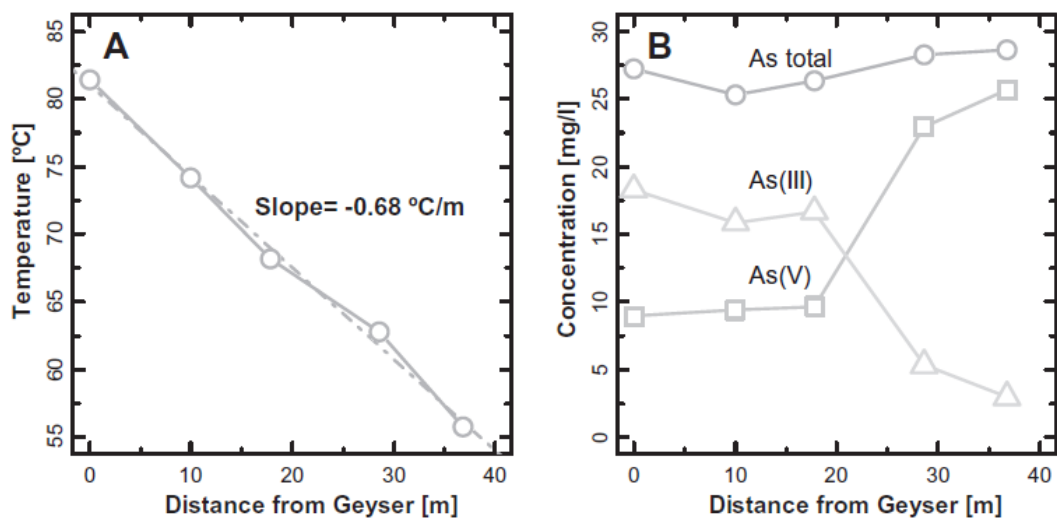 A
85
80
75
70
65
60
55
Temperature [ºC]
Slope= -0.68 ºC/m
0 10 20 30 40
Distance from Geyser [m]
B
30
25
20
15
10
5
0
Concentration [mg/l]
As total
As(III)
As(V)
0 10 20 30 40
Distance from Geyser [m]